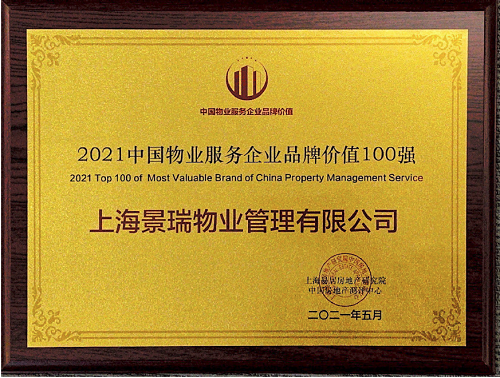 中国物业服务企业品牌价值
2021中国物业服务企业品牌价值100强
2021 Top 100 of Most Valuable Brand of China Property Management Service
上海景瑞物业管理有限公司
上海易居房地产研究院
中国房地产测评中心
二〇二一年五月